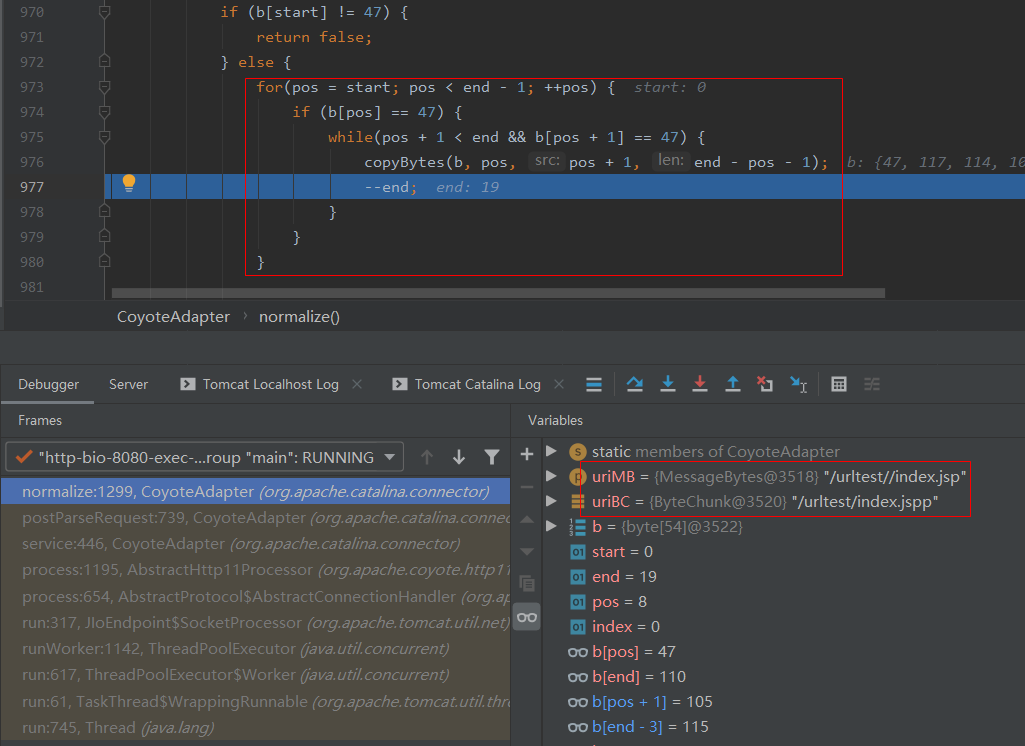 970 if (b[start] != 47) {
971 return false;
972 } else {
973 for(pos = start; pos < end - 1; ++pos) { start: 0
974 if (b[pos] == 47) {
975 while(pos + 1 < end && b[pos + 1] == 47) {
976 copyBytes(b, pos, src: pos + 1, len: end - pos - 1); b: {47, 117, 114, 10
977 --end; end: 19
978 }
979 }
980 }
981
CoyoteAdapter › normalize()
Debugger Server Tomcat Localhost Log Tomcat Catalina Log
Frames Variables
"http-bio-8080-exec-...roup "main": RUNNING
normalize:1299, CoyoteAdapter (org.apache.catalina.connector)
postParseRequest:739, CoyoteAdapter (org.apache.catalina.connec
service:446, CoyoteAdapter (org.apache.catalina.connector)
process:1195, AbstractHttp11Processor (org.apache.coyote.http11
process:654, AbstractProtocol$AbstractConnectionHandler (org.ap
run:317, JIoEndpoint$SocketProcessor (org.apache.tomcat.util.net)
runWorker:1142, ThreadPoolExecutor (java.util.concurrent)
run:617, ThreadPoolExecutor$Worker (java.util.concurrent)
run:61, TaskThread$WrappingRunnable (org.apache.tomcat.util.thre
run:745, Thread (java.lang)
static members of CoyoteAdapter
uriMB = {MessageBytes@3518} "/urltest//index.jsp"
uriBC = {ByteChunk@3520} "/urltest/index.jspp"
b = {byte[54]@3522}
start = 0
end = 19
pos = 8
index = 0
b[pos] = 47
b[end] = 110
b[pos + 1] = 105
b[end - 3] = 115